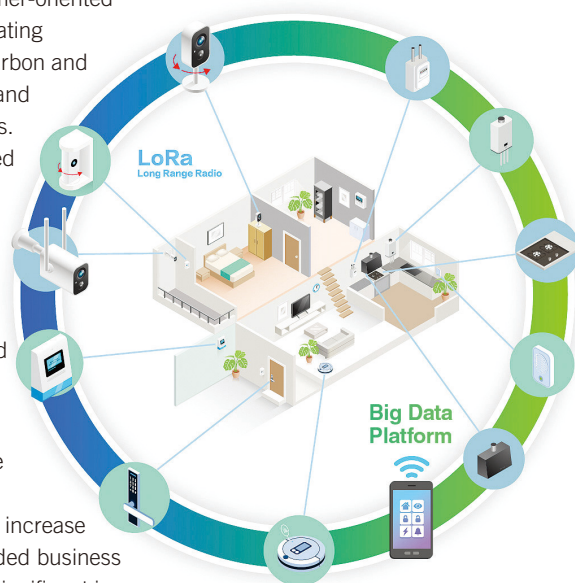 ner-oriented
ating
rbon and
and
s.
ed
d
e
increase
ded business
LoRa
Long Range Radio
Big Data
Platform